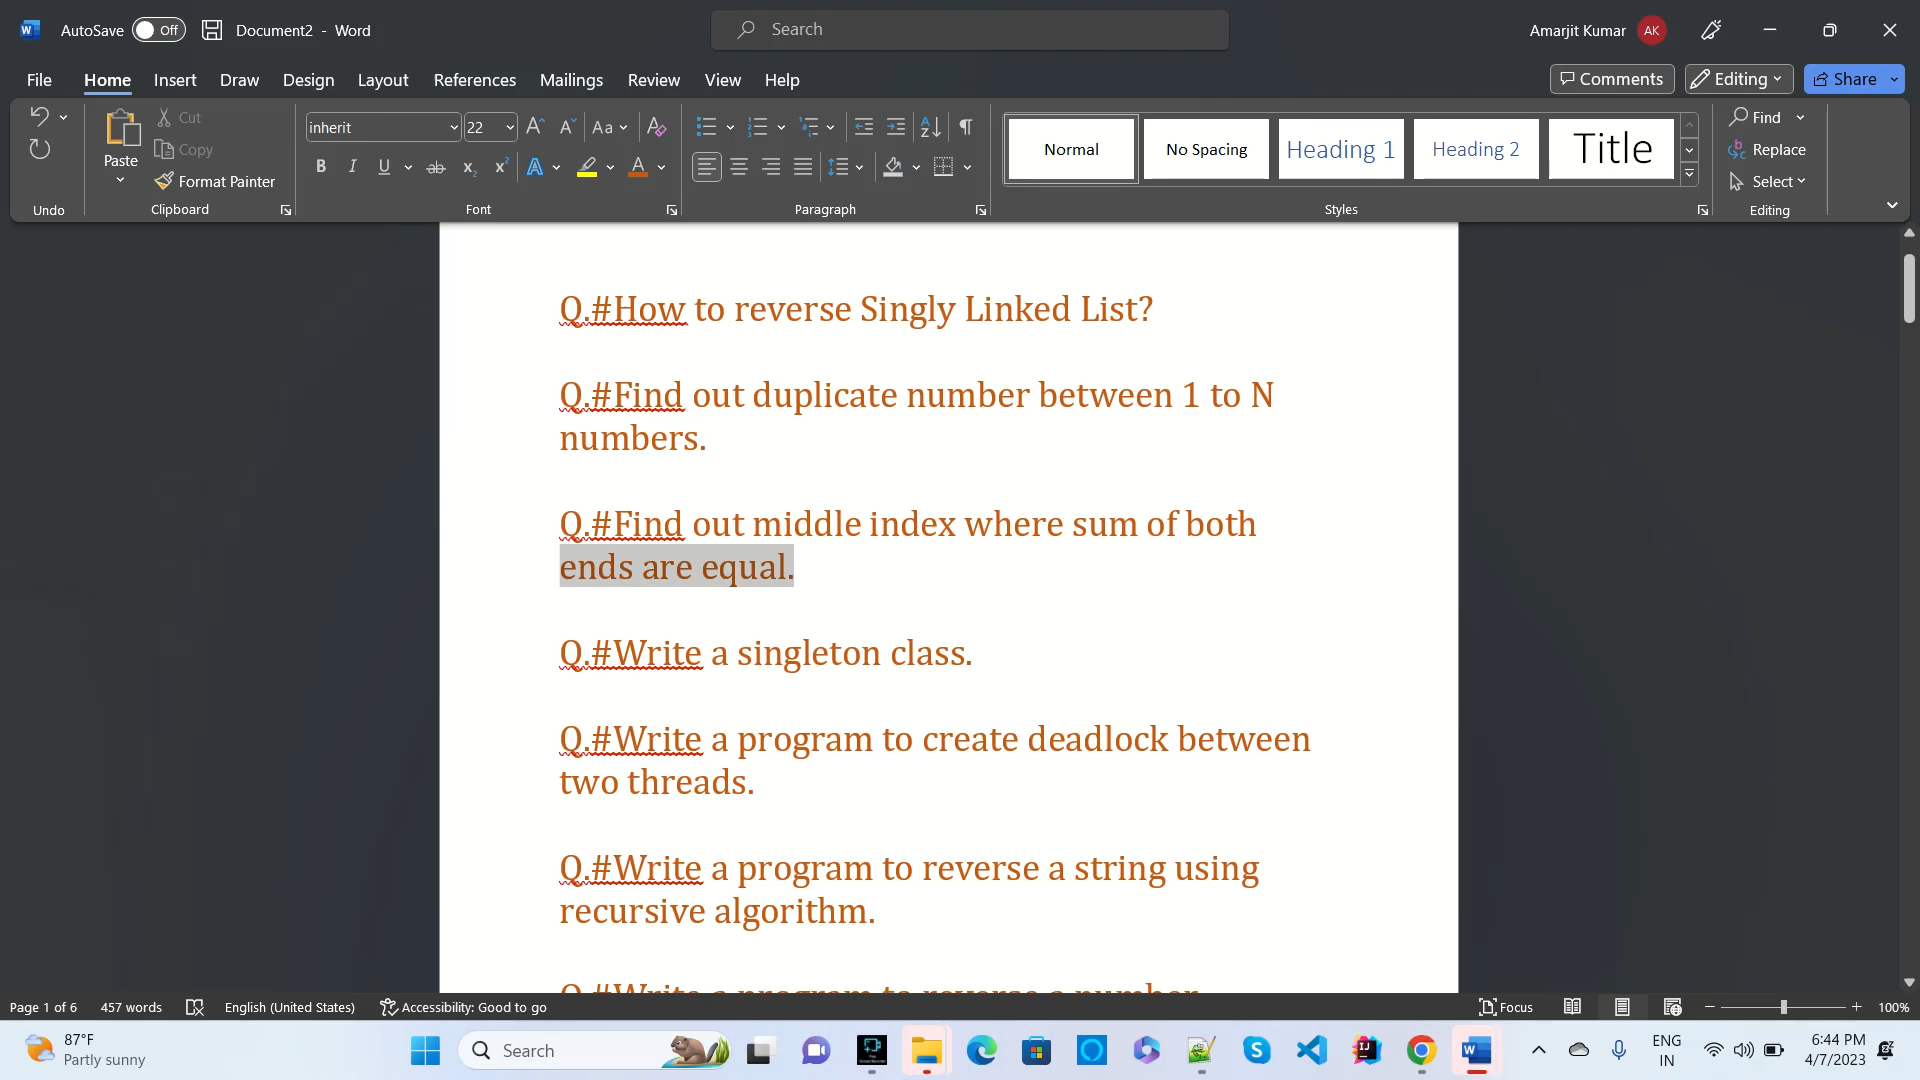 AutoSave Off Document2 - Word Search Amarjit Kumar AK
File Home Insert Draw Design Layout References Mailings Review View Help Comments Editing Share
inherit 22 Aa Find
Paste Cut Copy Format Painter
Normal No Spacing Heading 1 Heading 2 Title
Replace
Select
Undo Clipboard Font Paragraph Styles Editing
Q.#How to reverse Singly Linked List?
Q.#Find out duplicate number between 1 to N
numbers.
Q.#Find out middle index where sum of both
ends are equal.
Q.#Write a singleton class.
Q.#Write a program to create deadlock between
two threads.
Q.#Write a program to reverse a string using
recursive algorithm.
Q.#Write a program to reverse a number
Page 1 of 6 457 words English (United States) Accessibility: Good to go Focus 100%
87°F
Partly sunny
Search
ENG
IN
6:44 PM
4/7/2023